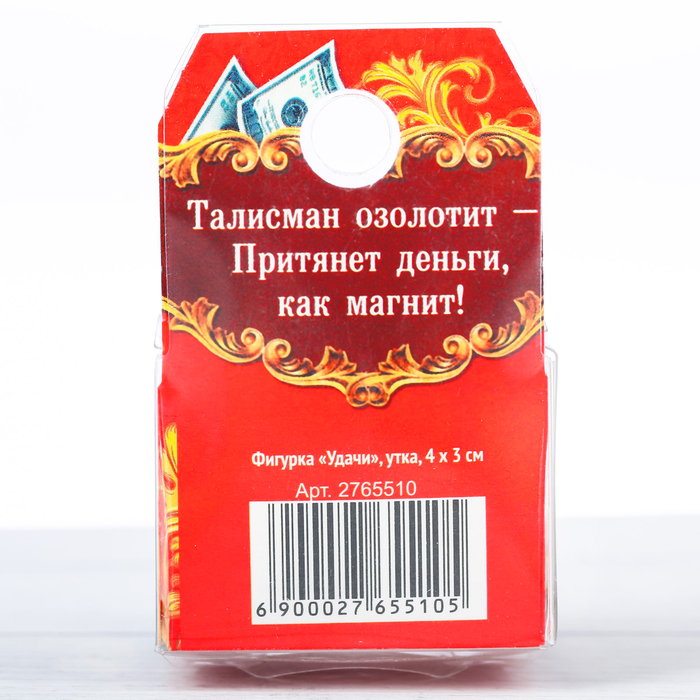 Талисман озолотит –
Притянет деньги,
как магнит!
Фигурка «Удачи», утка, 4 x 3 см
Арт. 2765510
6 900027 655105